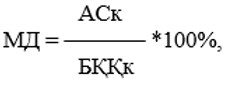 АСк
МД = ——— *100%,
БҚҚк